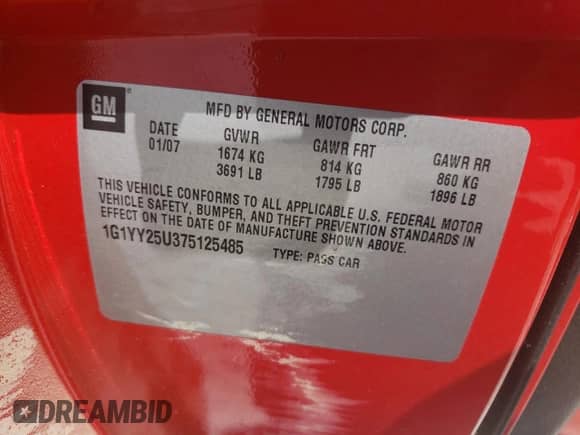 GM
MFD BY GENERAL MOTORS CORP.
DATE GVWR GAWR FRT GAWR RR
01/07 1674 KG 814 KG 860 KG
3691 LB 1795 LB 1896 LB
THIS VEHICLE CONFORMS TO ALL APPLICABLE U.S. FEDERAL MOTOR
VEHICLE SAFETY, BUMPER, AND THEFT PREVENTION STANDARDS IN
EFFECT ON THE DATE OF MANUFACTURE SHOWN ABOVE.
1G1YY25U375125485 TYPE: PASS CAR
DREAMBID